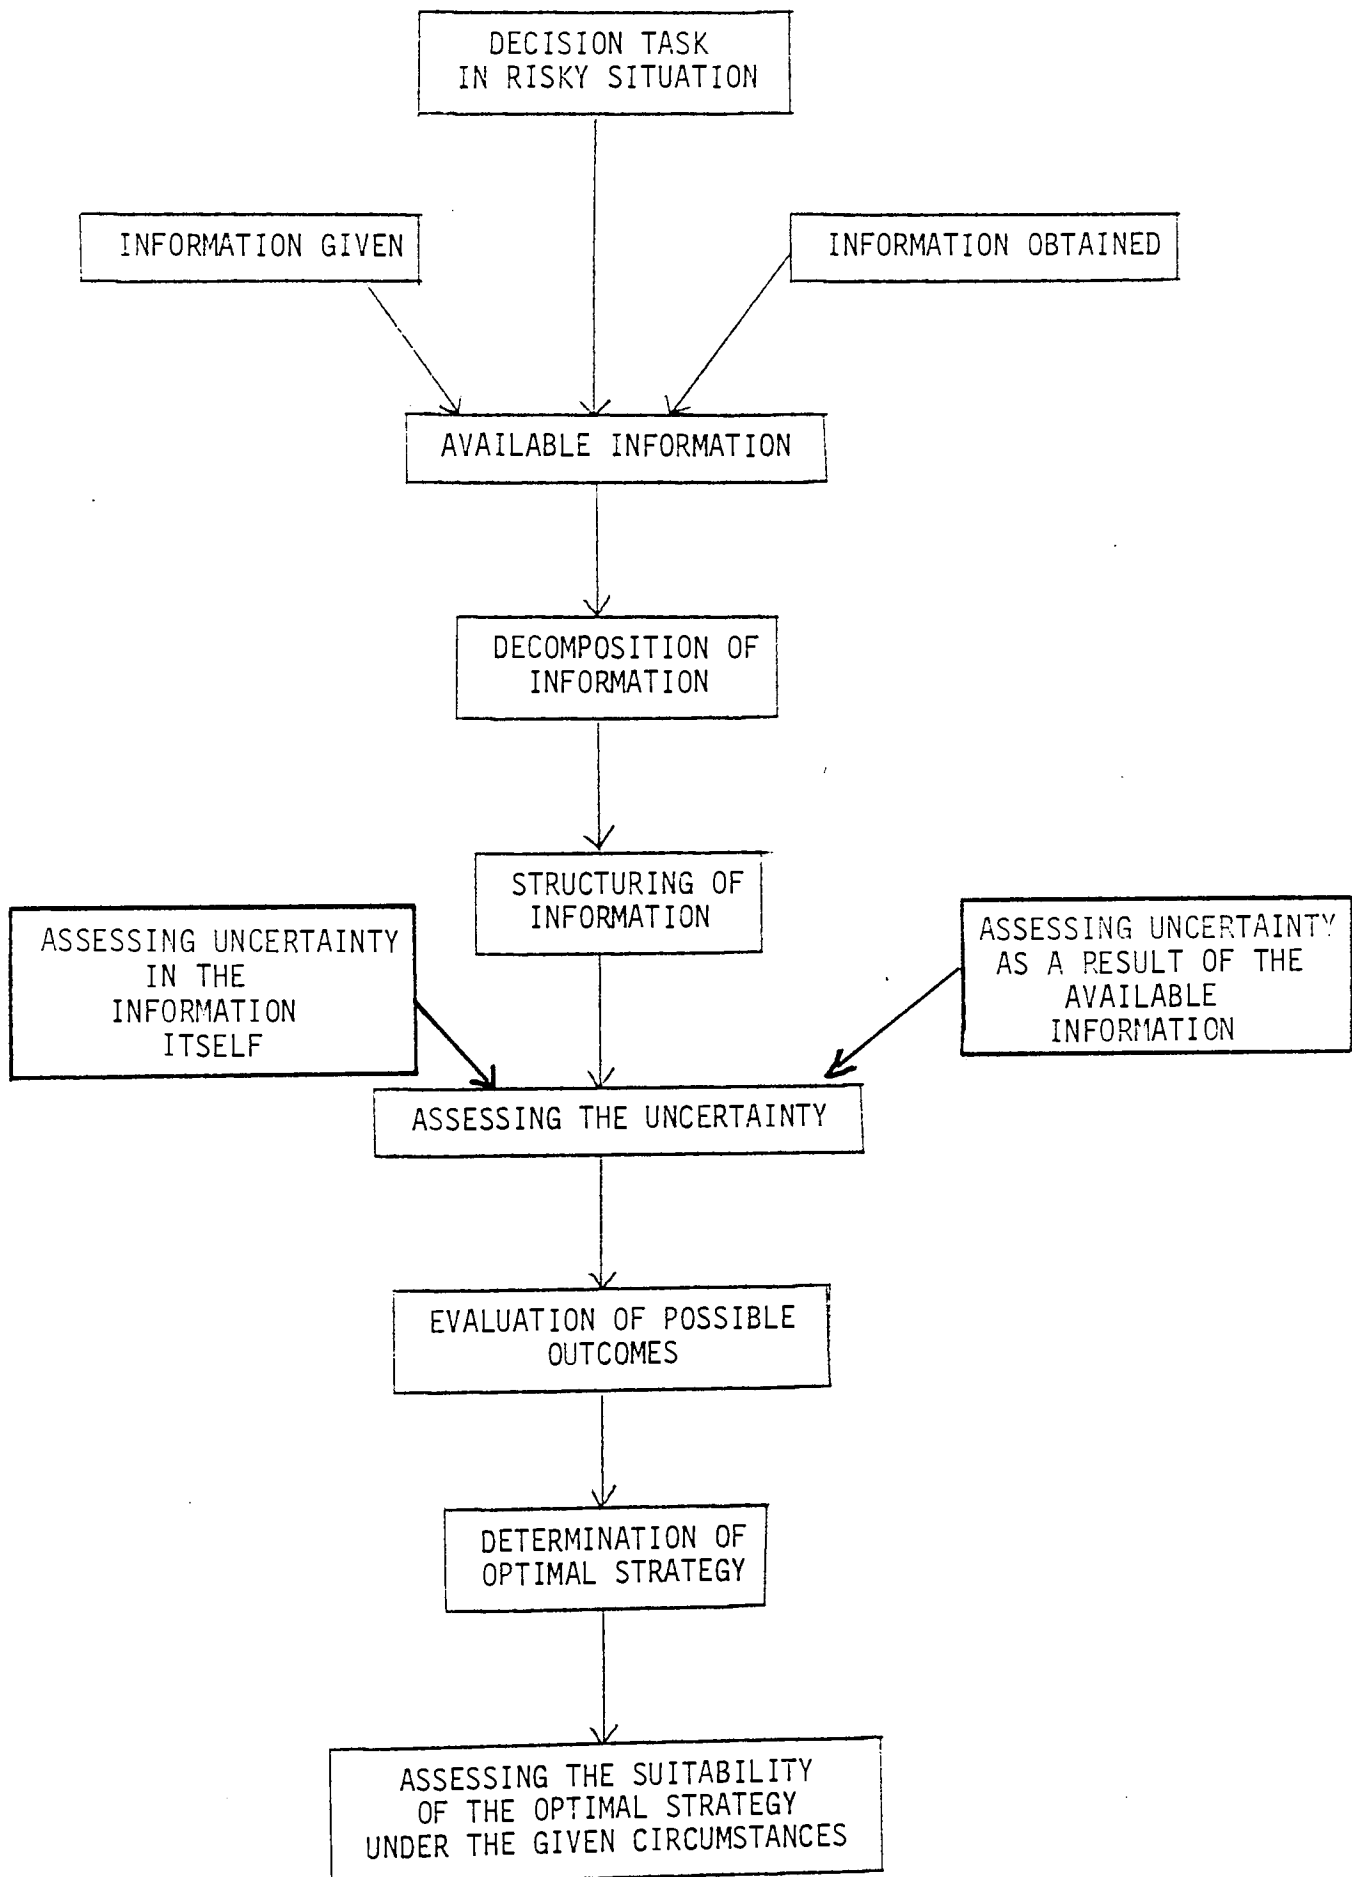 DECISION TASK
IN RISKY SITUATION
INFORMATION GIVEN
INFORMATION OBTAINED
AVAILABLE INFORMATION
DECOMPOSITION OF
INFORMATION
STRUCTURING OF
INFORMATION
ASSESSING UNCERTAINTY
IN THE
INFORMATION
ITSELF
ASSESSING UNCERTAINTY
AS A RESULT OF THE
AVAILABLE
INFORMATION
ASSESSING THE UNCERTAINTY
EVALUATION OF POSSIBLE
OUTCOMES
DETERMINATION OF
OPTIMAL STRATEGY
ASSESSING THE SUITABILITY
OF THE OPTIMAL STRATEGY
UNDER THE GIVEN CIRCUMSTANCES